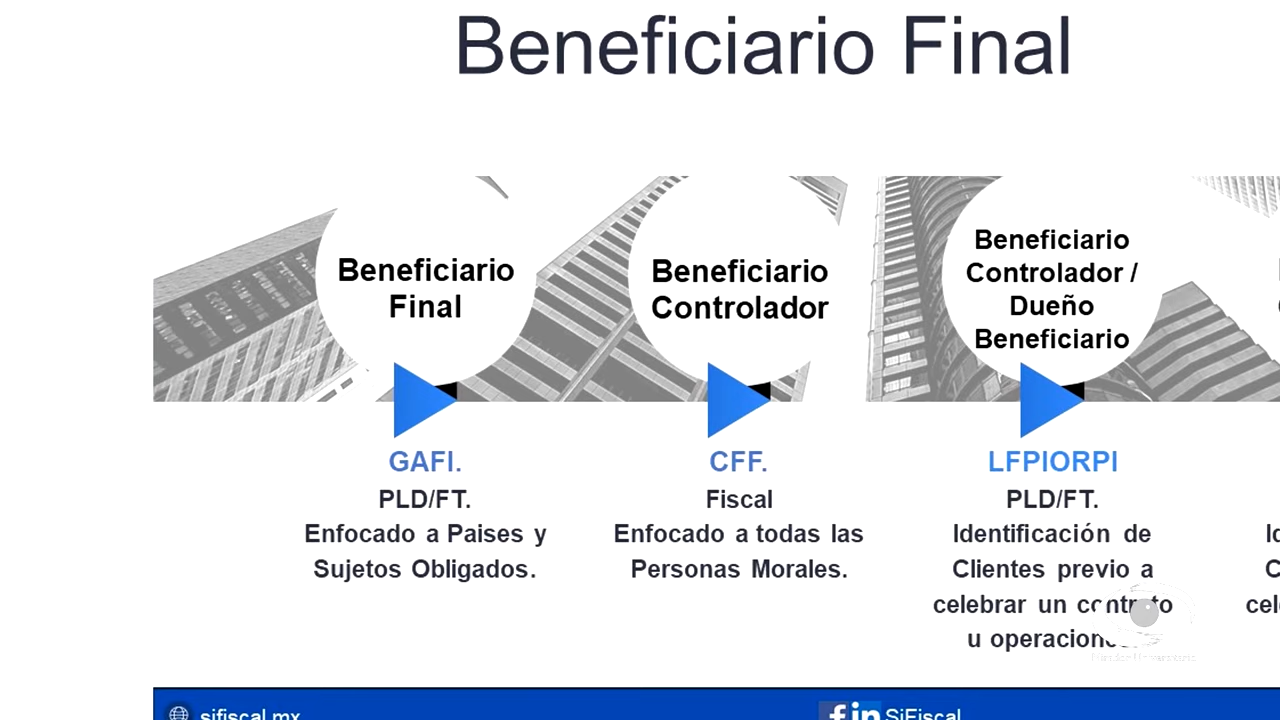 Beneficiario Final
Beneficiario
Final
Beneficiario
Controlador
Beneficiario
Controlador /
Dueño
Beneficiario
GAFI.
PLD/FT.
Enfocado a Paises y
Sujetos Obligados.
CFF.
Fiscal
Enfocado a todas las
Personas Morales.
LFPIORPI
PLD/FT.
Identificación de
Clientes previo a
celebrar un contrato
u operaciones.
sifiscal.mx
SiFiscal